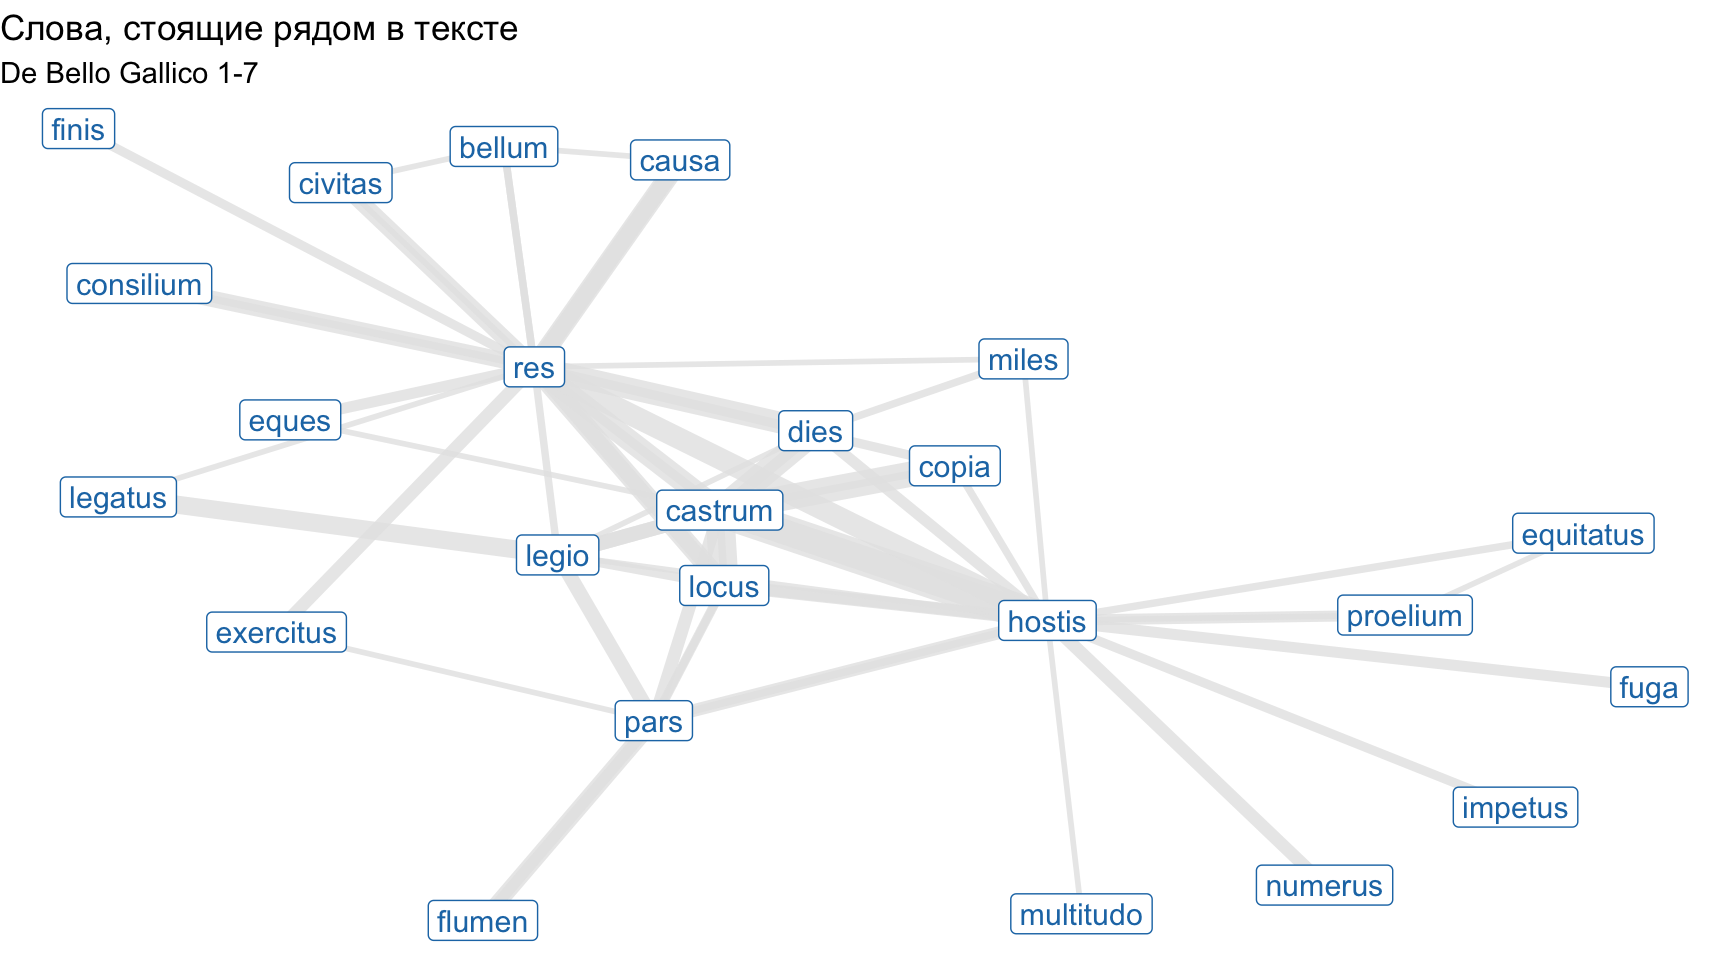 Слова, стоящие рядом в тексте
De Bello Gallico 1-7
finis
bellum
causa
civitas
consilium
miles
res
eques
dies
copia
legatus
castrum
equitatus
legio
locus
proelium
hostis
exercitus
fuga
pars
impetus
numerus
multitudo
flumen